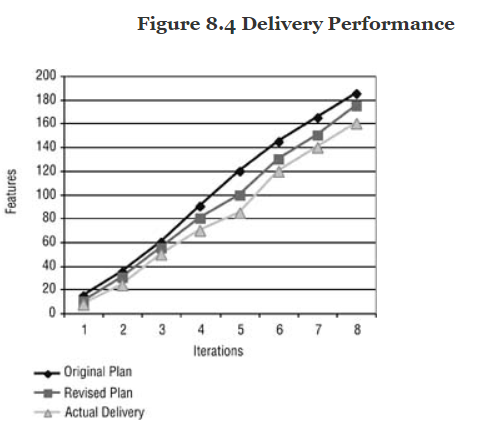 Figure 8.4 Delivery Performance
200
180
160
140
120
100
80
60
40
20
0
Features
1 2 3 4 5 6 7 8
Iterations
Original Plan
Revised Plan
Actual Delivery